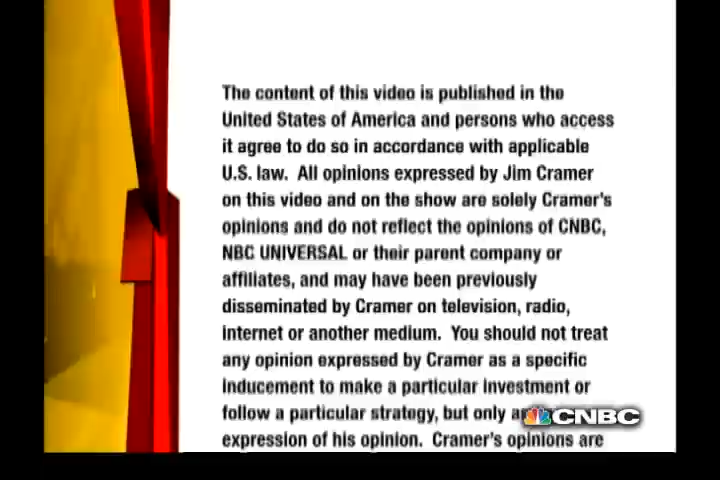 The content of this video is published in the
United States of America and persons who access
it agree to do so in accordance with applicable
U.S. law.  All opinions expressed by Jim Cramer
on this video and on the show are solely Cramer's
opinions and do not reflect the opinions of CNBC,
NBC UNIVERSAL or their parent company or
affiliates, and may have been previously
disseminated by Cramer on television, radio,
internet or another medium.  You should not treat
any opinion expressed by Cramer as a specific
inducement to make a particular investment or
follow a particular strategy, but only
CNBC
expression of his opinion.  Cramer's opinions are